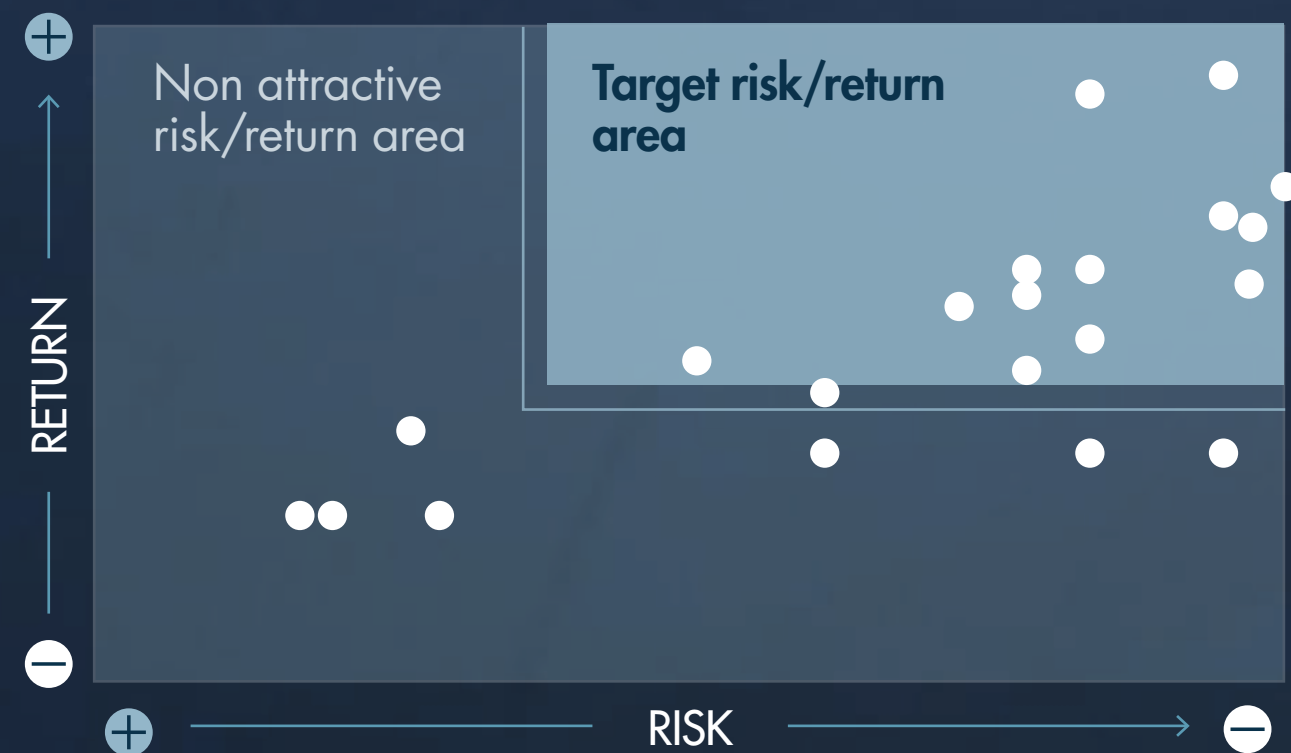 +
Non attractive
risk/return area
Target risk/return
area
RETURN
−
+
RISK
−